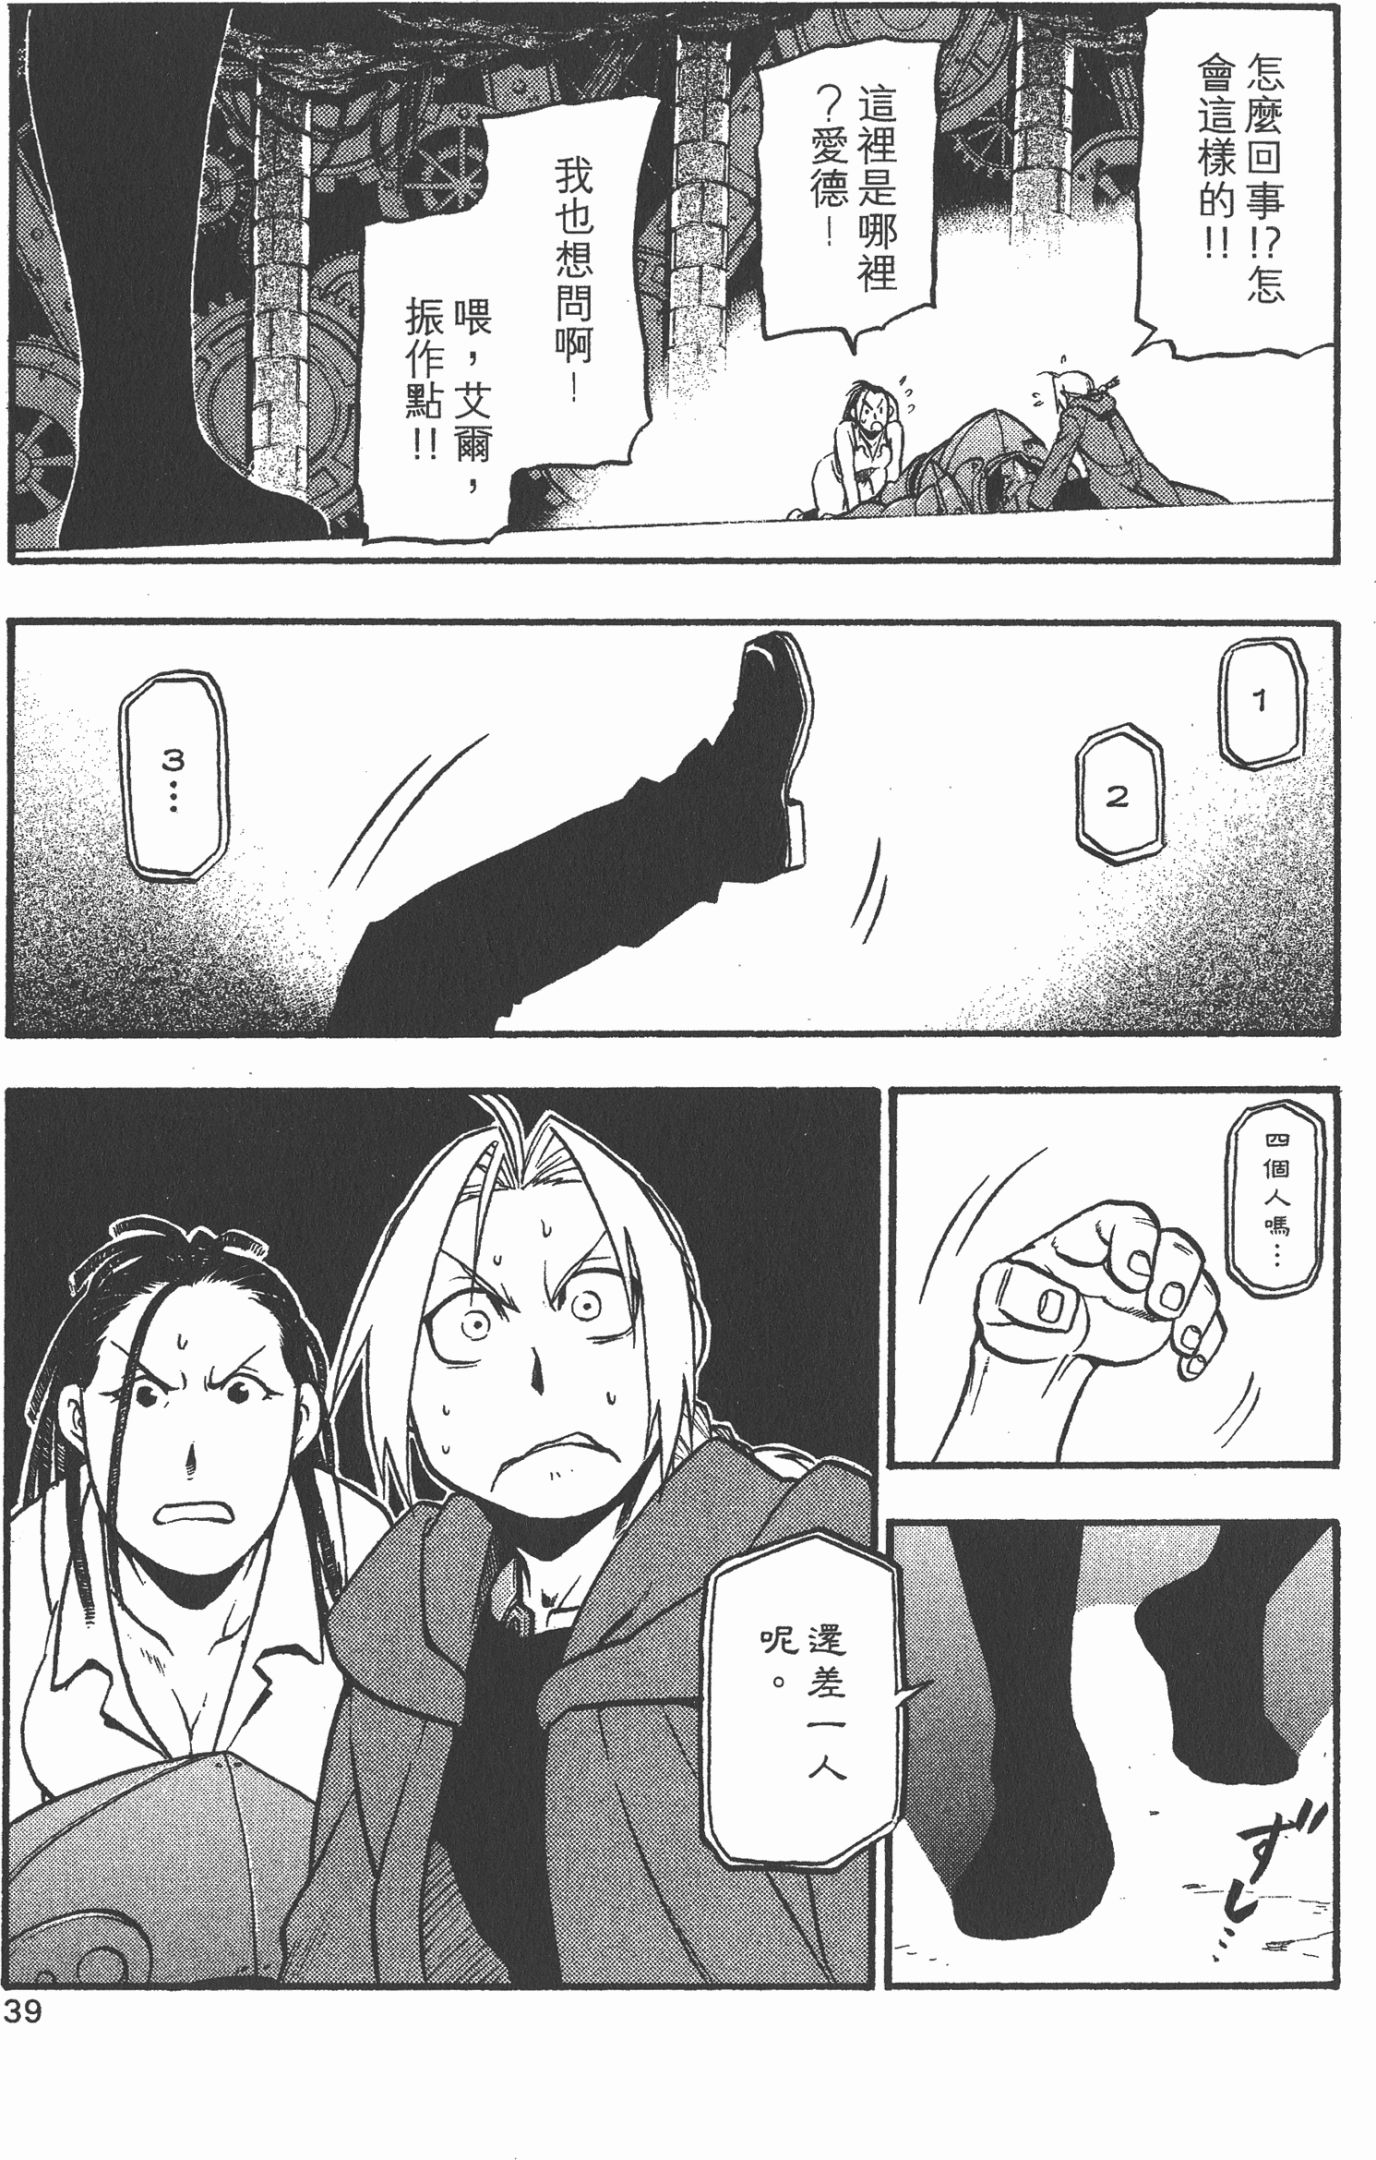 怎麼回事!?怎
會這樣的!!
這裡是哪裡
？愛德！
我也想問啊！
喂，艾爾，
振作點!!
1
2
3…
四個人嗎…
ずし…
還差一人
呢。
39